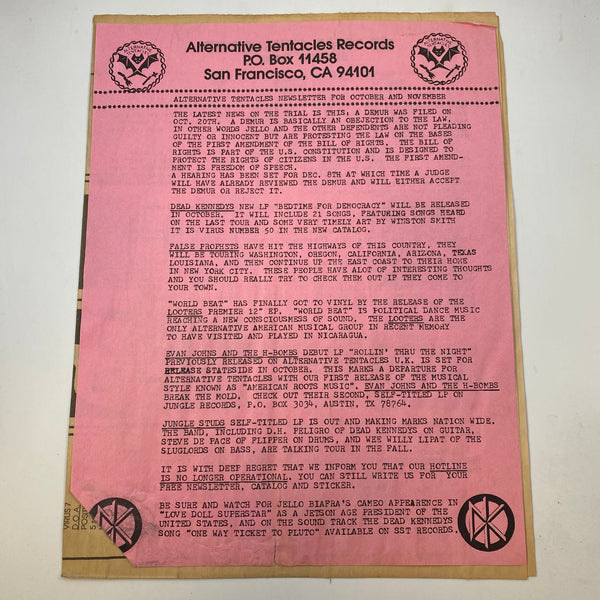 Alternative Tentacles Records
P.O. Box 11458
San Francisco, CA 94101
ALTERNATIVE TENTACLES
ALTERNATIVE TENTACLES
ALTERNATIVE TENTACLES NEWSLETTER FOR OCTOBER AND NOVEMBER
THE LATEST NEWS ON THE TRIAL IS THIS: A DEMUR WAS FILED ON
OCT. 20TH. A DEMUR IS BASICALLY AN OBEJECTION TO THE LAW,
IN OTHER WORDS JELLO AND THE OTHER DEPENDENTS ARE NOT PLEADING
GUILTY OR INNOCENT BUT ARE PROTESTING THE LAW ON THE BASES
OF THE FIRST AMENDMENT OF THE BILL OF RIGHTS. THE BILL OF
RIGHTS IS PART OF THE U.S. CONSTITUTION AND IS DESIGNED TO
PROTECT THE RIGHTS OF CITIZENS IN THE U.S. THE FIRST AMEND-
MENT IS FREEDOM OF SPEECH.
A HEARING HAS BEEN SET FOR DEC. 8TH AT WHICH TIME A JUDGE
WILL HAVE ALREADY REVIEWED THE DEMUR AND WILL EITHER ACCEPT
THE DEMUR OR REJECT IT.
DEAD KENNEDYS NEW LP "BEDTIME FOR DEMOCRACY" WILL BE RELEASED
IN OCTOBER. IT WILL INCLUDE 21 SONGS, FEATURING SONGS HEARD
ON THE LAST TOUR AND SOME VERY TIMELY ART BY WINSTON SMITH
IT IS VIRUS NUMBER 50 IN THE NEW CATALOG.
FALSE PROPHETS HAVE HIT THE HIGHWAYS OF THIS COUNTRY, THEY
WILL BE TOURING WASHINGTON, OREGON, CALIFORNIA, ARIZONA, TEXAS
LOUISIANA, AND THEN CONTINUE UP THE EAST COAST TO THEIR HOME
IN NEW YORK CITY. THESE PEOPLE HAVE ALOT OF INTERESTING THOUGHTS
AND YOU SHOULD REALLY TRY TO CHECK THEM OUT IF THEY COME TO
YOUR TOWN.
"WORLD BEAT" HAS FINALLY GOT TO VINYL BY THE RELEASE OF THE
LOOTERS PREMIER 12" EP. "WORLD BEAT" IS POLITICAL DANCE MUSIC
REACHING A NEW CONSCIOUSNESS OF SOUND. THE LOOTERS ARE THE
ONLY ALTERNATIVE AMERICAN MUSICAL GROUP IN RECENT MEMORY
TO HAVE VISITED AND PLAYED IN NICARAGUA.
EVAN JOHNS AND THE H-BOMBS DEBUT LP "ROLLIN' THRU THE NIGHT"
PREVIOUSLY RELEASED ON ALTERNATIVE TENTACLES U.K. IS SET FOR
RELEASE STATESIDE IN OCTOBER. THIS MARKS A DEPARTURE FOR
ALTERNATIVE TENTACLES WITH OUR FIRST RELEASE OF THE MUSICAL
STYLE KNOWN AS "AMERICAN ROOTS MUSIC". EVAN JOHNS AND THE H-BOMBS
BREAK THE MOLD. CHECK OUT THEIR SECOND, SELF-TITLED LP ON
JUNGLE RECORDS, P.O. BOX 3034, AUSTIN, TX 78764.
JUNGLE STUDS SELF-TITLED LP IS OUT AND MAKING MARKS NATION WIDE.
THE BAND, INCLUDING D.H. PELIGRO OF DEAD KENNEDYS ON GUITAR,
STEVE DE PACE OF FLIPPER ON DRUMS, AND WEE WILLY LIPAT OF THE
SLUGLORDS ON BASS, ARE TALKING TOUR IN THE FALL.
IT IS WITH DEEP REGRET THAT WE INFORM YOU THAT OUR HOTLINE
IS NO LONGER OPERATIONAL. YOU CAN STILL WRITE US FOR YOUR
FREE NEWSLETTER, CATALOG AND STICKER.
BE SURE AND WATCH FOR JELLO BIAFRA'S CAMEO APPEARENCE IN
"LOVE DOLL SUPERSTAR" AS A JETSON AGE PRESIDENT OF THE
UNITED STATES, AND ON THE SOUND TRACK THE DEAD KENNEDYS
SONG "ONE WAY TICKET TO PLUTO" AVAILABLE ON SST RECORDS.
VIRUS 7
D.O.A.